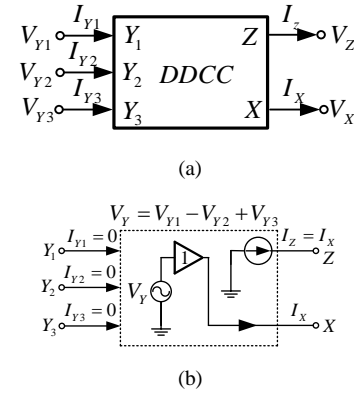 I_{Y1} I_{Y2} I_{Y3}
V_{Y1} V_{Y2} V_{Y3}
Y_1 Y_2 Y_3
DDCC
Z X
I_z I_X
V_Z V_X
(a)
V_Y = V_{Y1} − V_{Y2} + V_{Y3}
I_{Y1} = 0
Y_1
I_{Y2} = 0
Y_2
I_{Y3} = 0
Y_3
V_Y
1
I_Z = I_X
Z
I_X
X
(b)